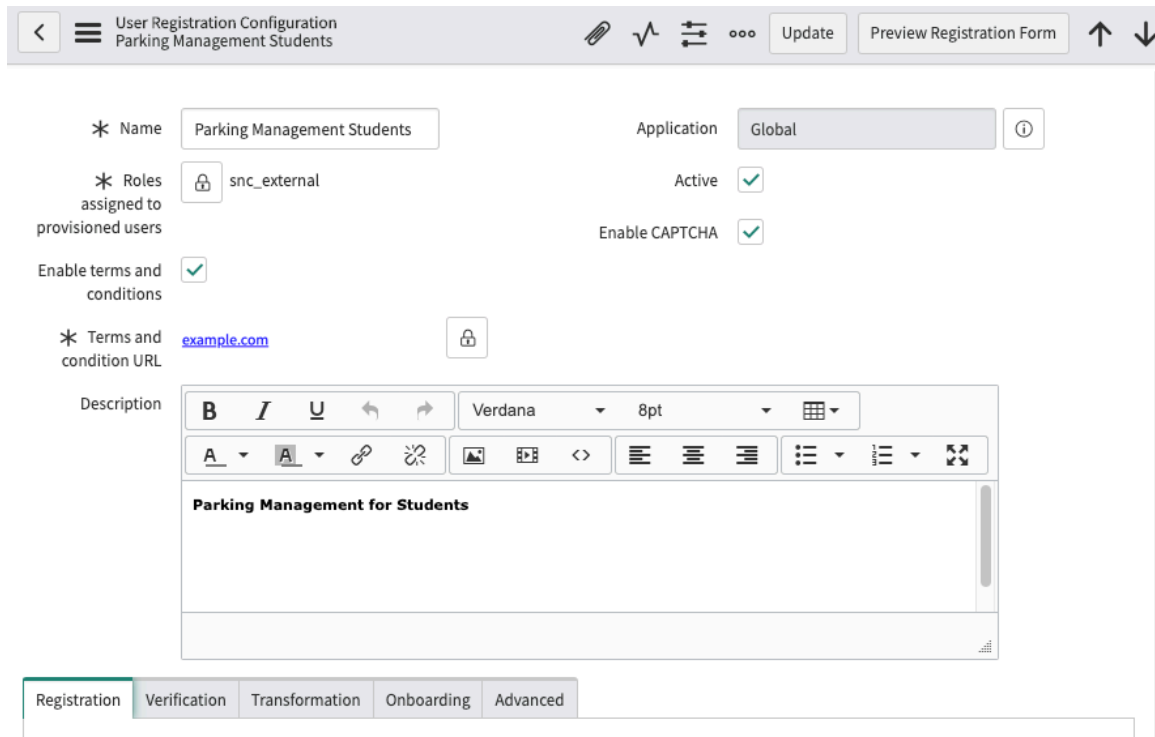 User Registration Configuration
Parking Management Students
Update
Preview Registration Form
Name
Parking Management Students
Application
Global
Roles
assigned to
provisioned users
snc_external
Active
Enable CAPTCHA
Enable terms and
conditions
Terms and
condition URL
example.com
Description
B I U
Verdana
8pt
A
A
Parking Management for Students
Registration
Verification
Transformation
Onboarding
Advanced